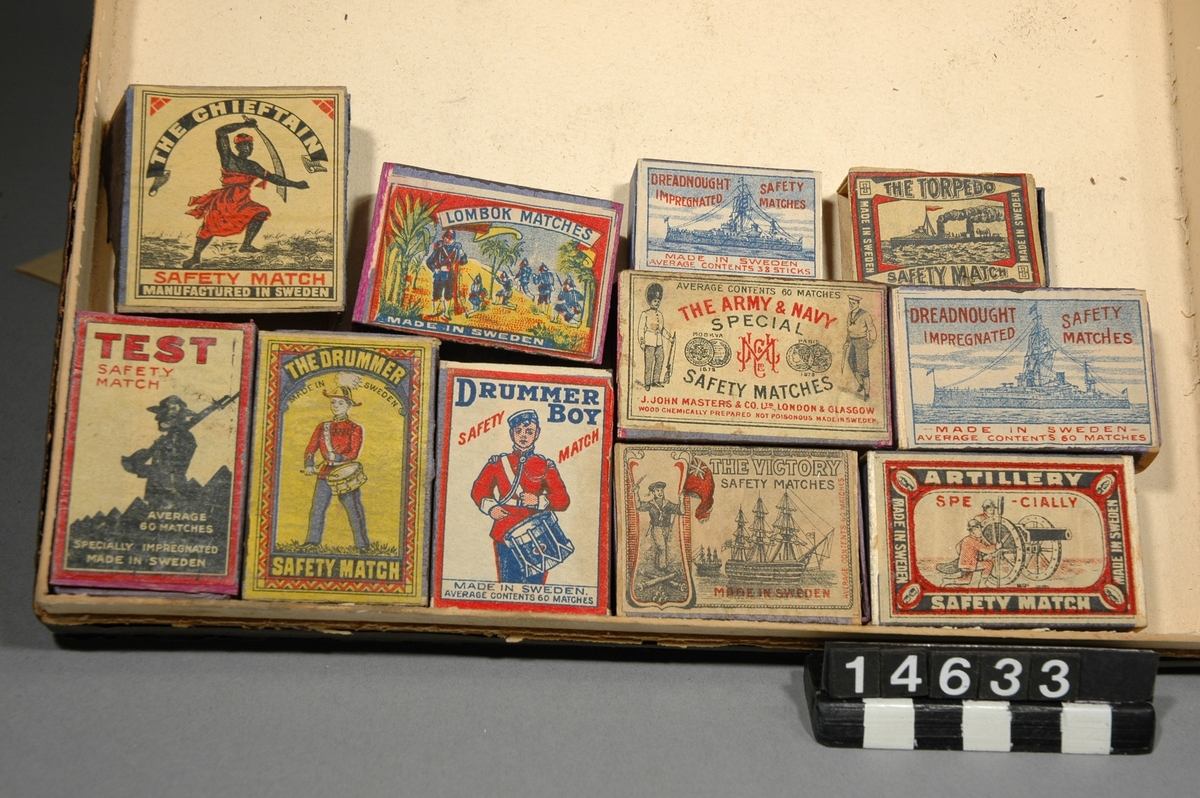 THE CHIEFTAIN
SAFETY MATCH
MANUFACTURED IN SWEDEN
LOMBOK MATCHES
MADE IN SWEDEN
DREADNOUGHT SAFETY
IMPREGNATED MATCHES
MADE IN SWEDEN
AVERAGE CONTENTS 38 STICKS
THE TORPEDO
MADE IN SWEDEN
MADE IN SWEDEN
SAFETY MATCH
AVERAGE CONTENTS 60 MATCHES
THE ARMY & NAVY
SPECIAL
PARIS
1878
SAFETY MATCHES
J. JOHN MASTERS & CO. LTD. LONDON & GLASGOW
WOOD CHEMICALLY PREPARED NOT POISONOUS MADE IN SWEDEN
DREADNOUGHT SAFETY
IMPREGNATED MATCHES
-MADE IN SWEDEN-
AVERAGE CONTENTS 60 MATCHES
TEST
SAFETY
MATCH
AVERAGE
60 MATCHES
SPECIALLY IMPREGNATED
MADE IN SWEDEN
THE DRUMMER
MADE IN SWEDEN
SAFETY MATCH
DRUMMER
BOY
SAFETY
MATCH
MADE IN SWEDEN.
AVERAGE CONTENTS 60 MATCHES
THE VICTORY
SAFETY MATCHES
AVERAGE CONTENTS 60 MATCHES
MADE IN SWEDEN
ARTILLERY
SPE-CIALLY
MADE IN SWEDEN
MADE IN SWEDEN
SAFETY MATCH
14633